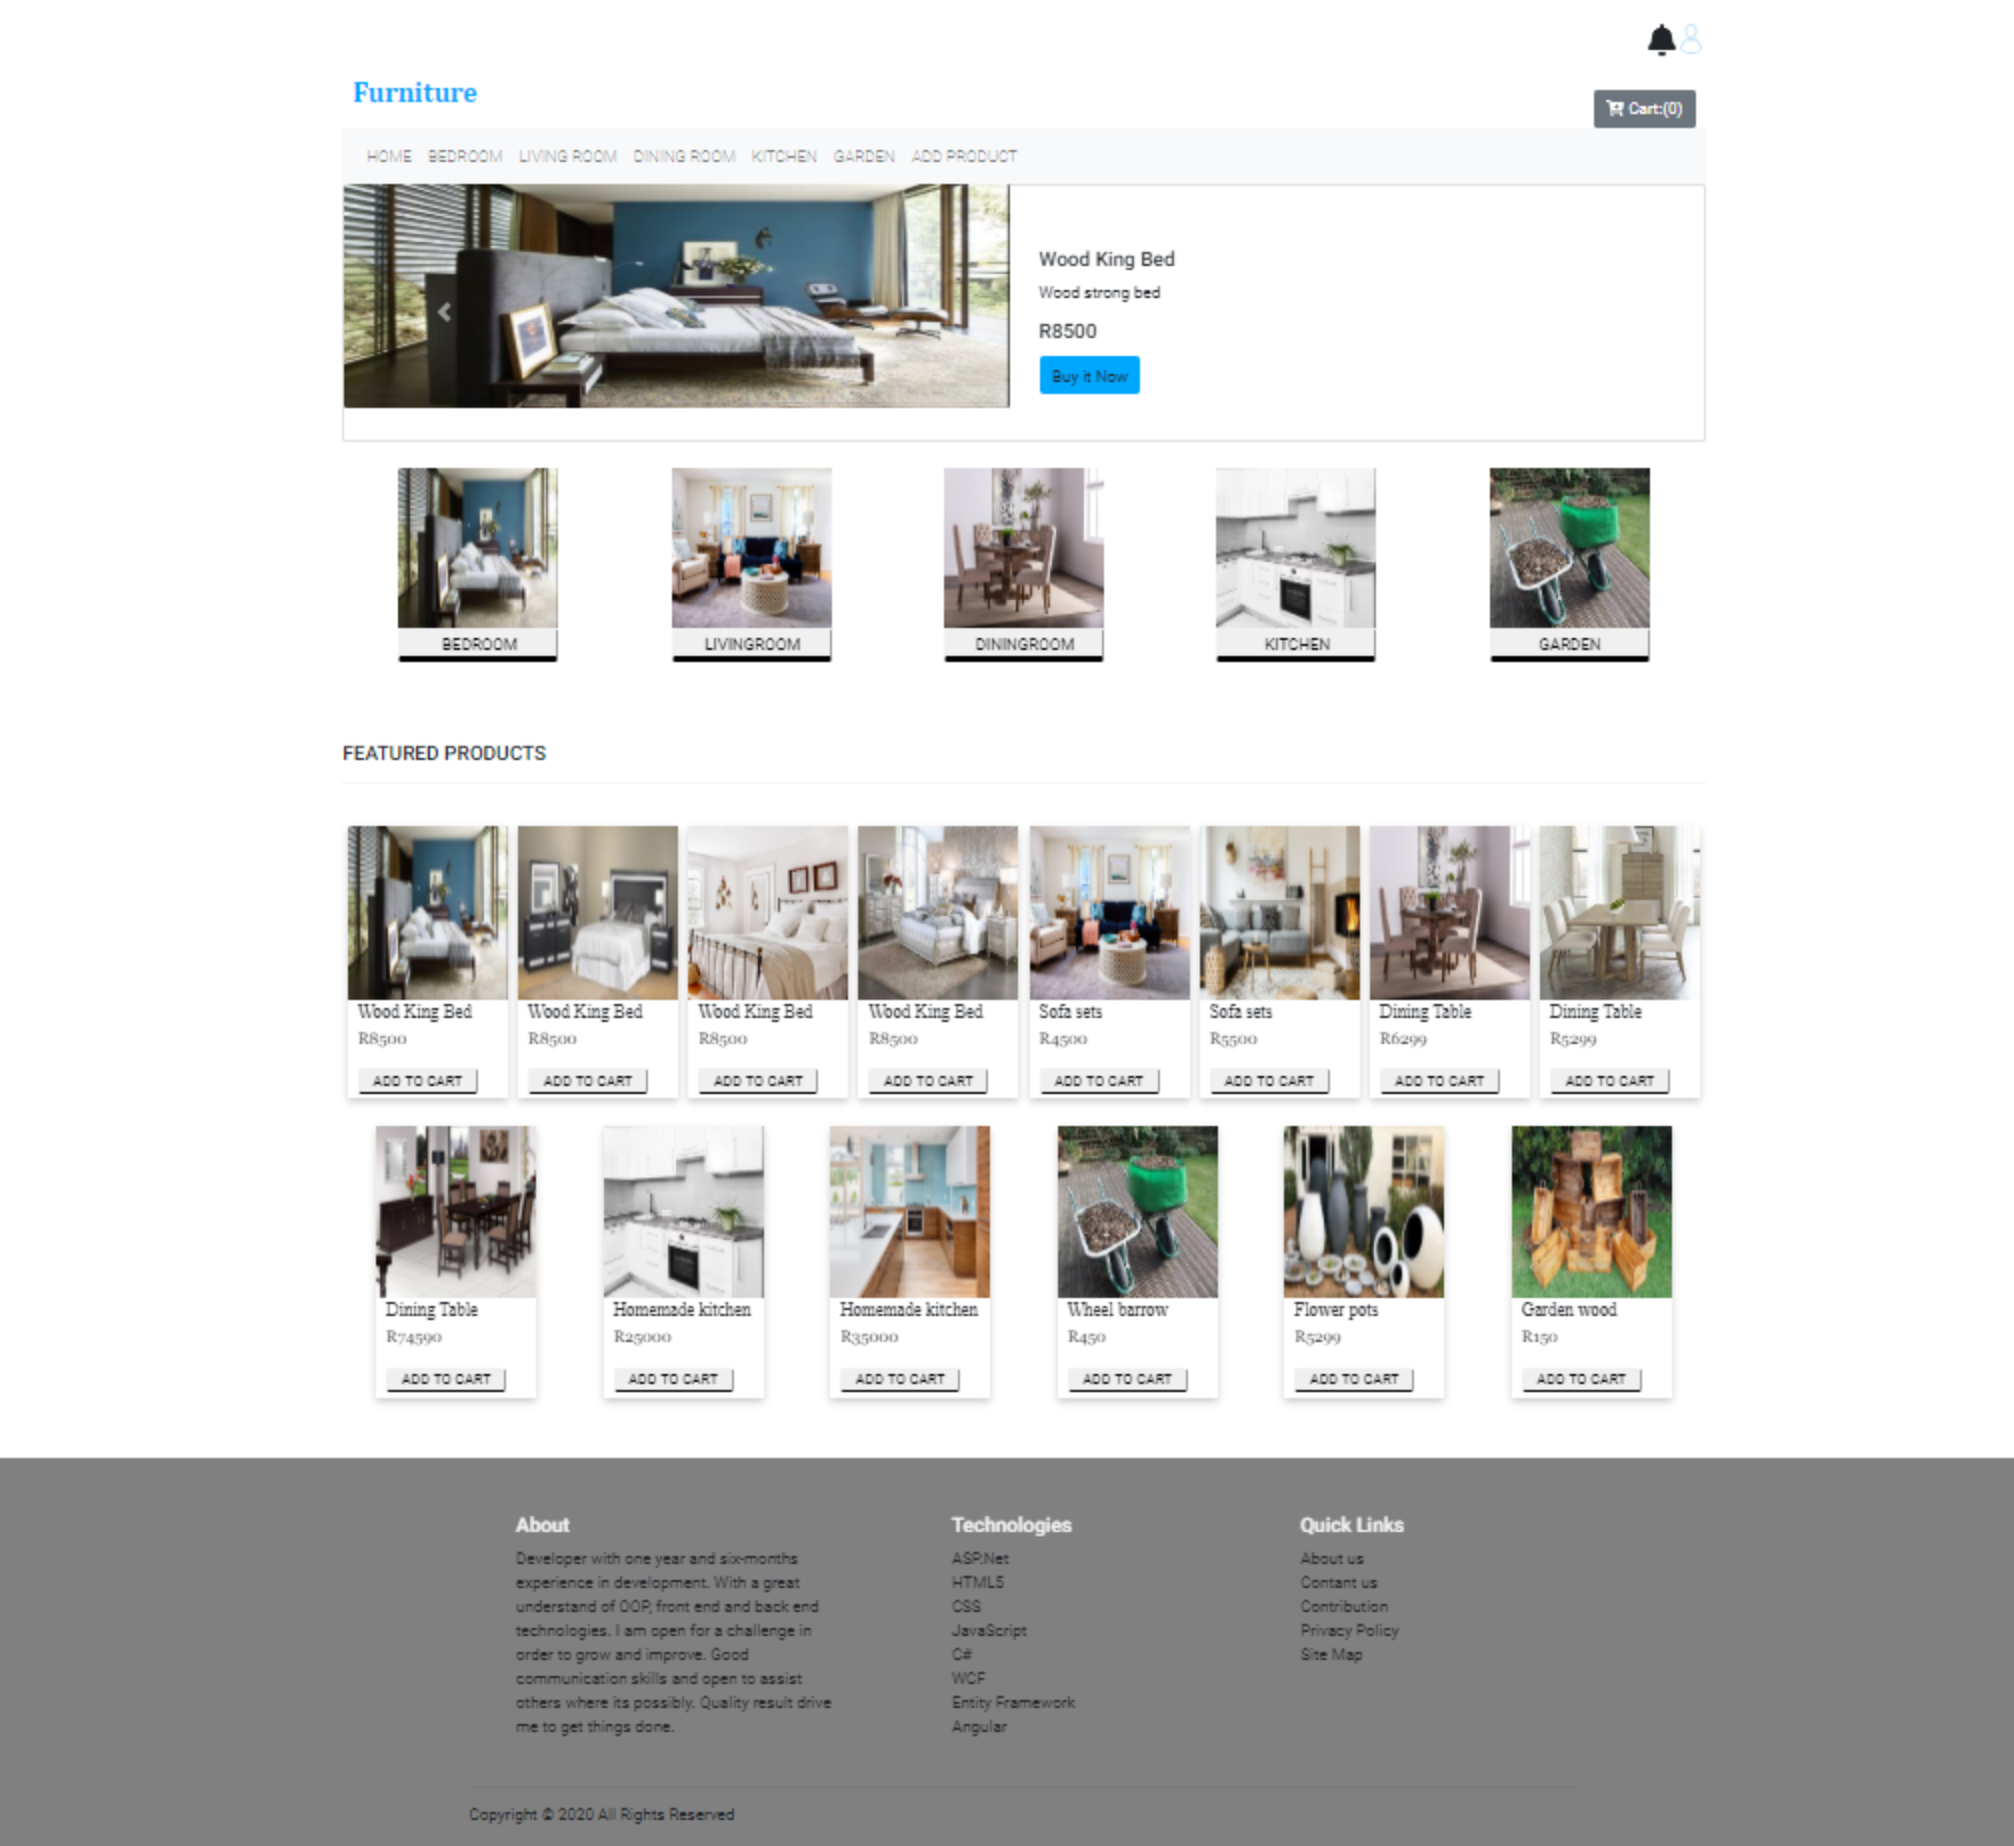 Furniture
Cart:(0)
HOME BEDROOM LIVING ROOM DINING ROOM KITCHEN GARDEN ADD PRODUCT
Wood King Bed
Wood strong bed
R8500
Buy it Now
BEDROOM LIVINGROOM DININGROOM KITCHEN GARDEN
FEATURED PRODUCTS
Wood King Bed Wood King Bed Wood King Bed Wood King Bed Sofa sets Sofa sets Dining Table Dining Table
R8500 R8500 R8500 R8500 R4500 R5500 R6299 R5299
ADD TO CART ADD TO CART ADD TO CART ADD TO CART ADD TO CART ADD TO CART ADD TO CART ADD TO CART
Dining Table Homemade kitchen Homemade kitchen Wheel barrow Flower pots Garden wood
R74590 R25000 R35000 R450 R5299 R150
ADD TO CART ADD TO CART ADD TO CART ADD TO CART ADD TO CART ADD TO CART
About
Developer with one year and six-months
experience in development. With a great
understand of OOP, front end and back end
technologies. I am open for a challenge in
order to grow and improve. Good
communication skills and open to assist
others where its possibly. Quality result drive
me to get things done.
Technologies
ASP.Net
HTML5
CSS
JavaScript
C#
WCF
Entity Framework
Angular
Quick Links
About us
Contant us
Contribution
Privacy Policy
Site Map
Copyright © 2020 All Rights Reserved